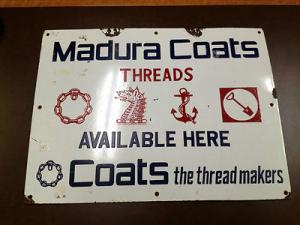 Madura Coats
THREADS
AVAILABLE HERE
Coats the thread makers